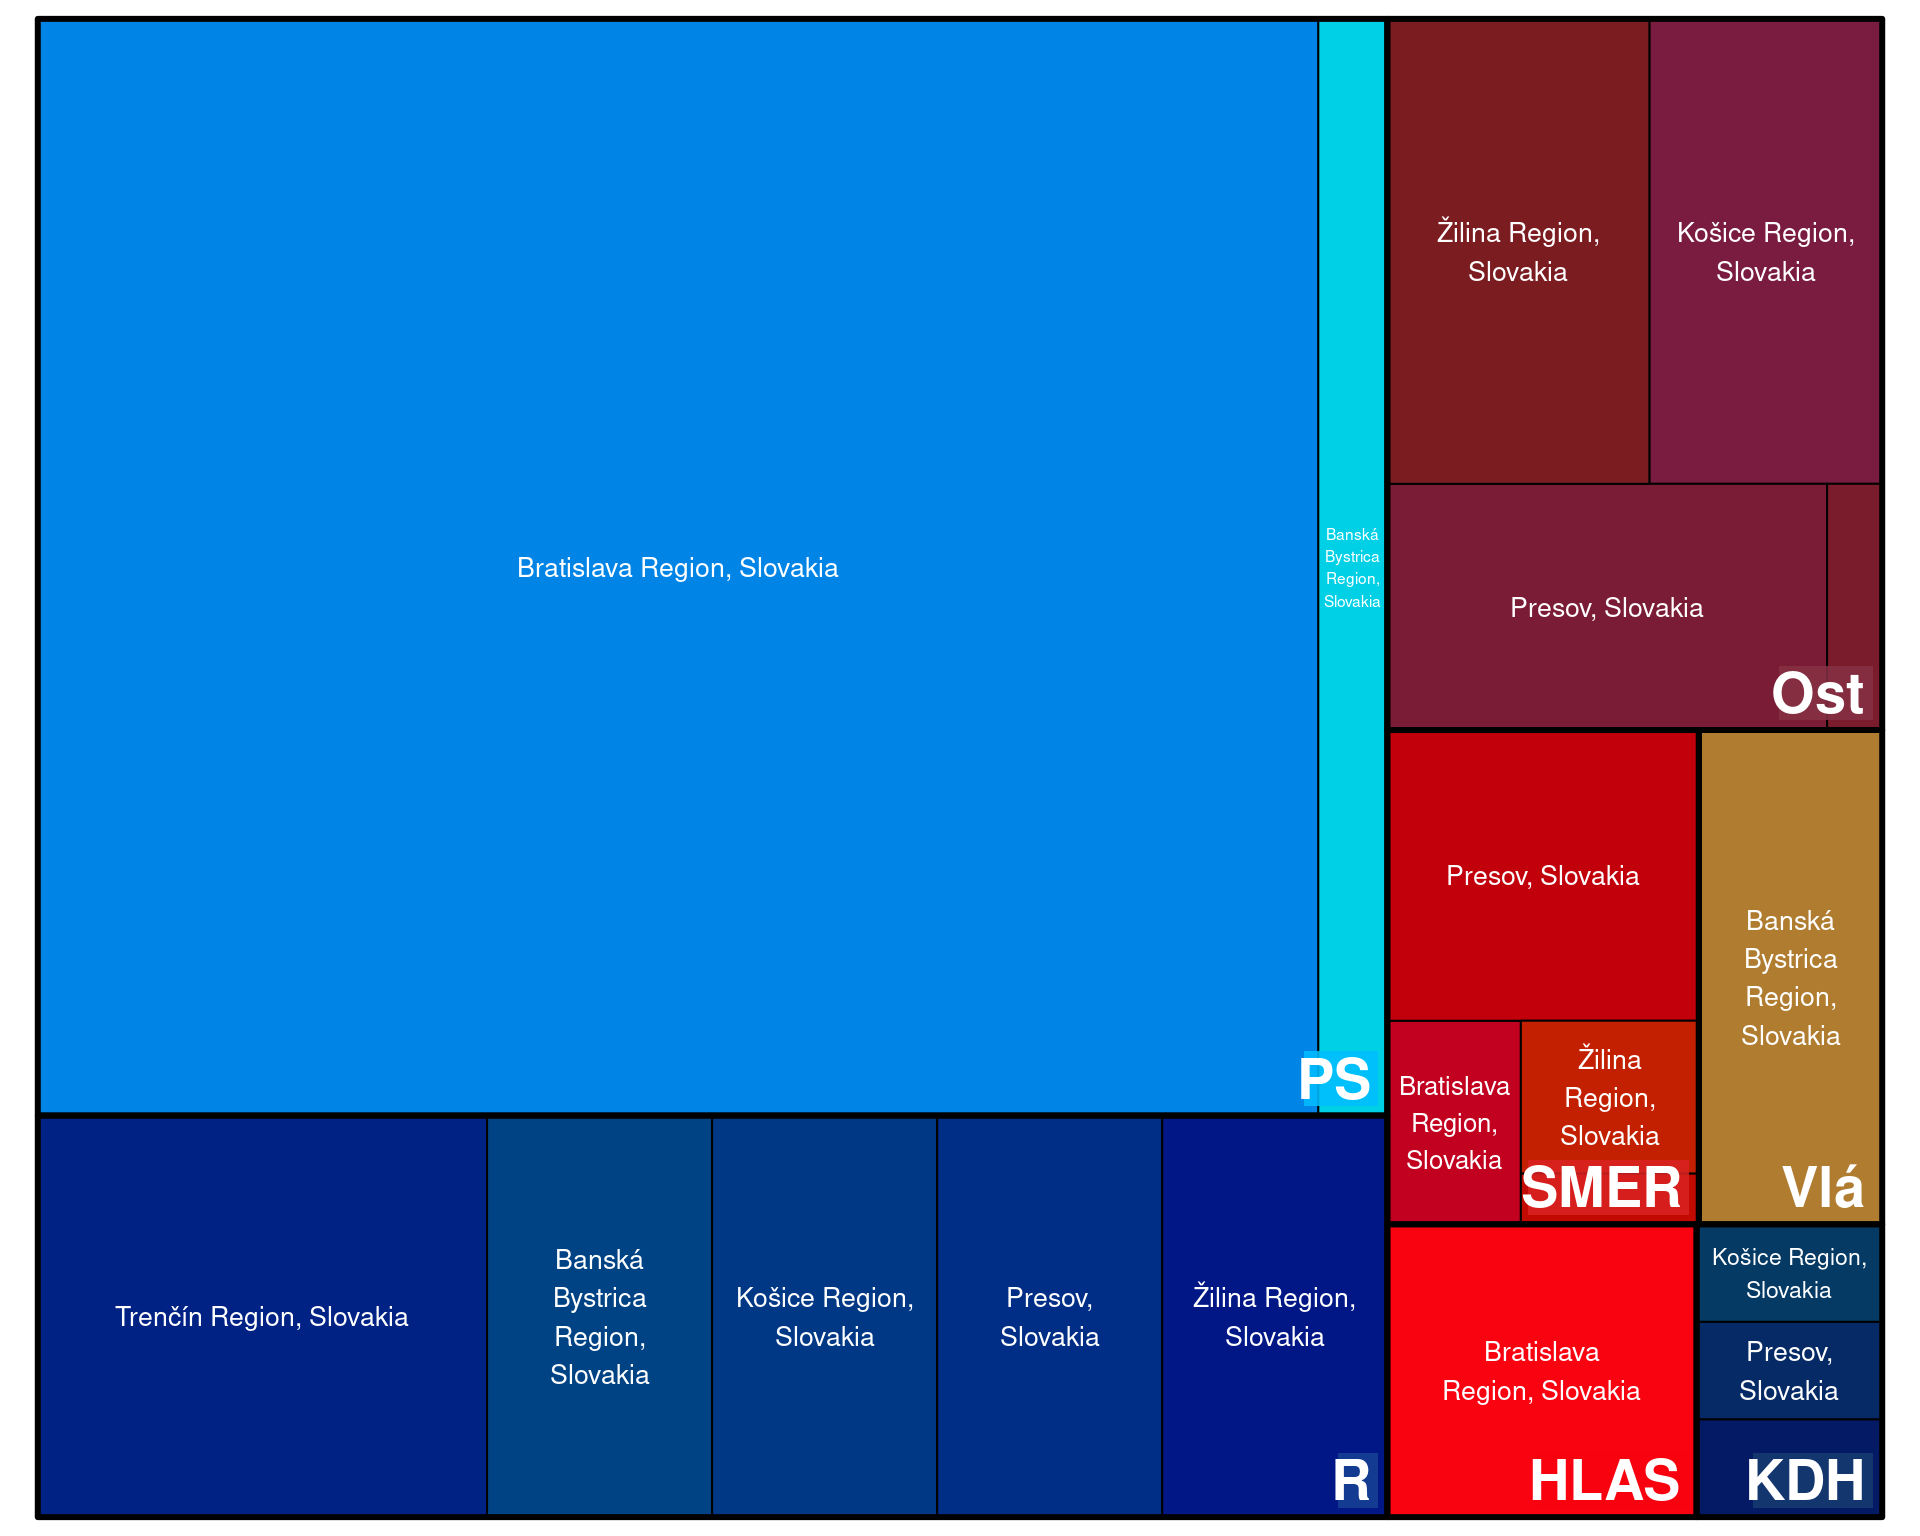 Bratislava Region, Slovakia
Banská
Bystrica
Region,
Slovakia
PS
Žilina Region,
Slovakia
Košice Region,
Slovakia
Presov, Slovakia
Ost
Presov, Slovakia
Bratislava
Region,
Slovakia
Žilina
Region,
Slovakia
SMER
Banská
Bystrica
Region,
Slovakia
Vlá
Trenčín Region, Slovakia
Banská
Bystrica
Region,
Slovakia
Košice Region,
Slovakia
Presov,
Slovakia
Žilina Region,
Slovakia
R
Bratislava
Region, Slovakia
HLAS
Košice Region,
Slovakia
Presov,
Slovakia
KDH